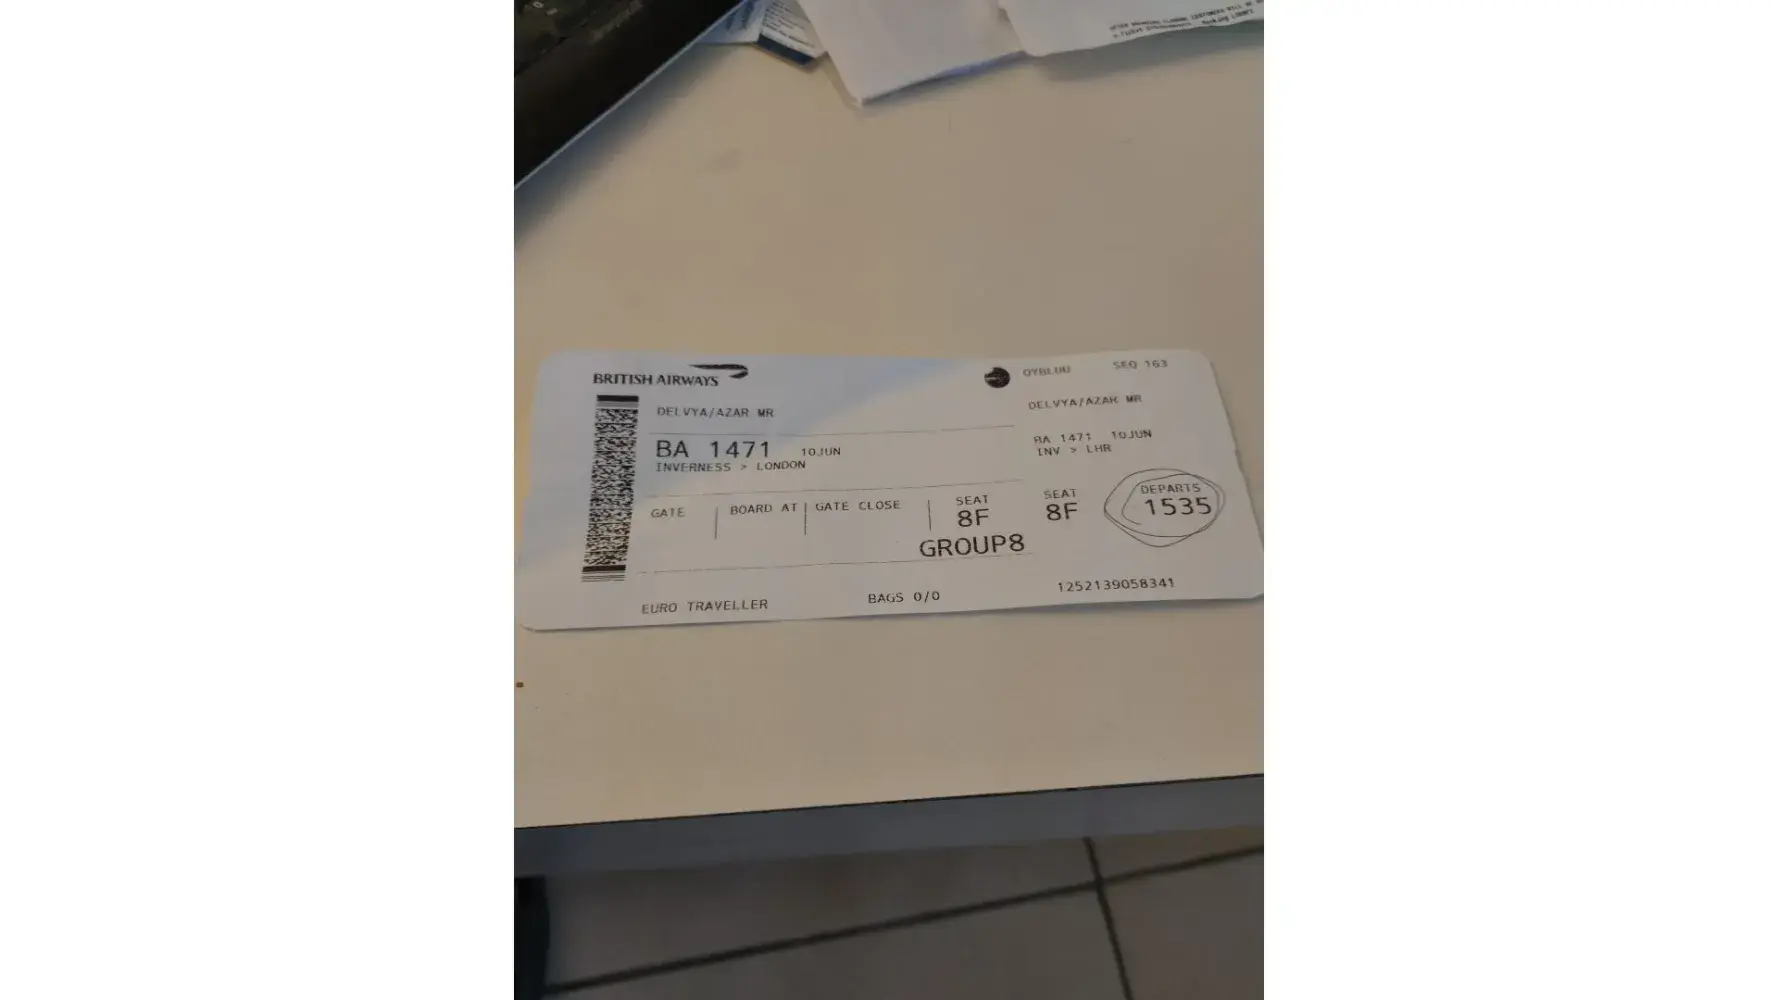 BRITISH AIRWAYS
DELVYA/AZAR MR
BA 1471 10JUN
INVERNESS > LONDON
GATE
BOARD AT
GATE CLOSE
SEAT
8F
GROUP8
EURO TRAVELLER
BAGS 0/0
SEQ 163
DELVYA/AZAR MR
BA 1471 10JUN
INV > LHR
SEAT
8F
DEPARTS
1535
1252139058341